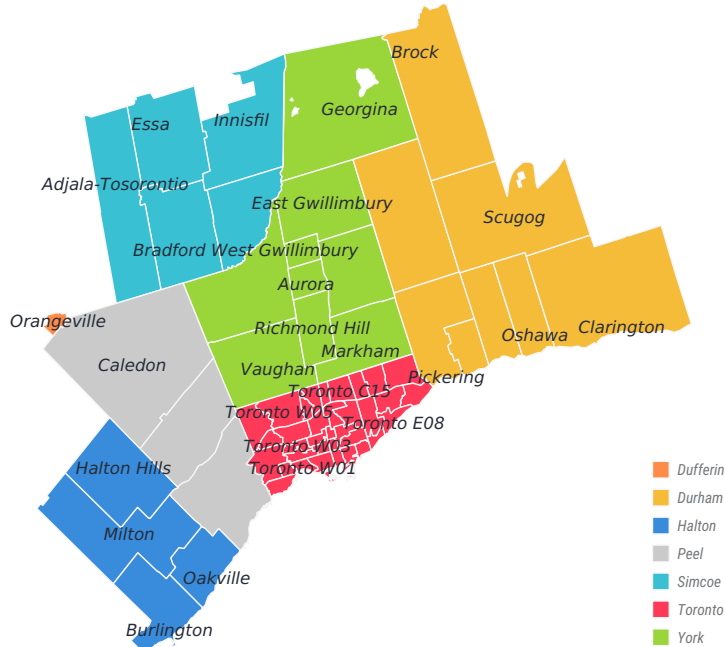 Brock
Georgina
Innisfil
Essa
Adjala-Tosorontio
East Gwillimbury
Scugog
Bradford West Gwillimbury
Aurora
Orangeville
Richmond Hill
Oshawa
Clarington
Markham
Caledon
Vaughan
Pickering
Toronto C15
Toronto W05
Toronto E08
Toronto W03
Halton Hills
Toronto W01
Milton
Oakville
Burlington
Dufferin
Durham
Halton
Peel
Simcoe
Toronto
York